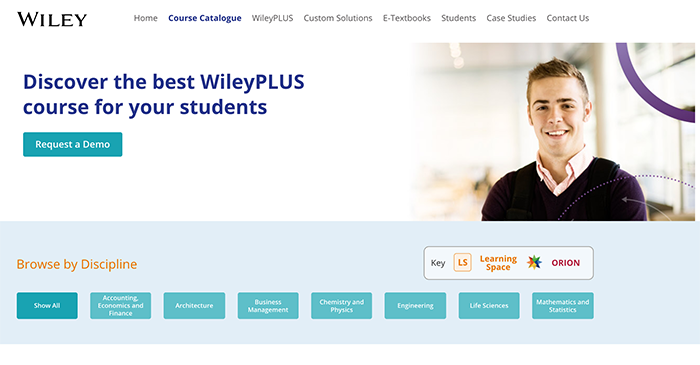 WILEY
Home Course Catalogue WileyPLUS Custom Solutions E-Textbooks Students Case Studies Contact Us
Discover the best WileyPLUS
course for your students
Request a Demo
Browse by Discipline
Key LS Learning
Space ORION
Show All
Accounting,
Economics and
Finance
Architecture
Business
Management
Chemistry and
Physics
Engineering
Life Sciences
Mathematics and
Statistics